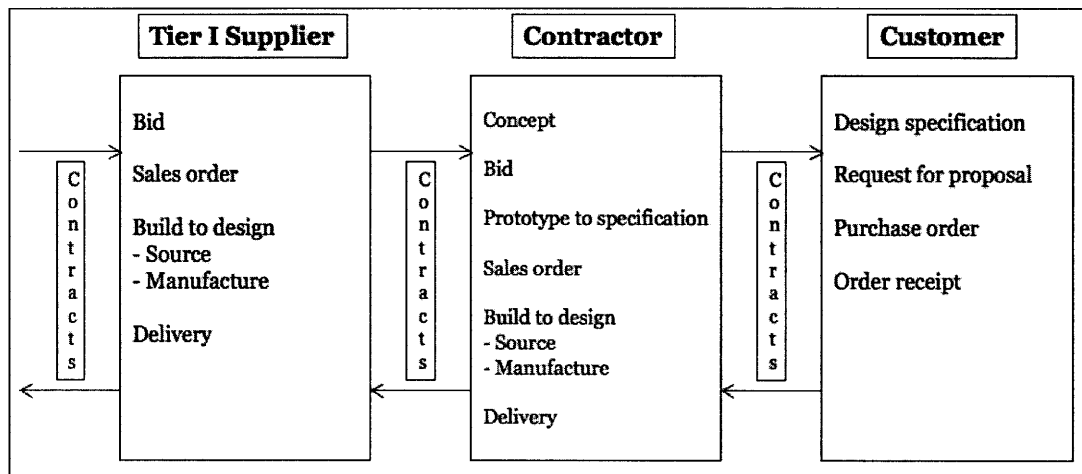 Tier I Supplier
Contractor
Customer
Contracts
Bid
Sales order
Build to design
- Source
- Manufacture
Delivery
Contracts
Concept
Bid
Prototype to specification
Sales order
Build to design
- Source
- Manufacture
Delivery
Contracts
Design specification
Request for proposal
Purchase order
Order receipt